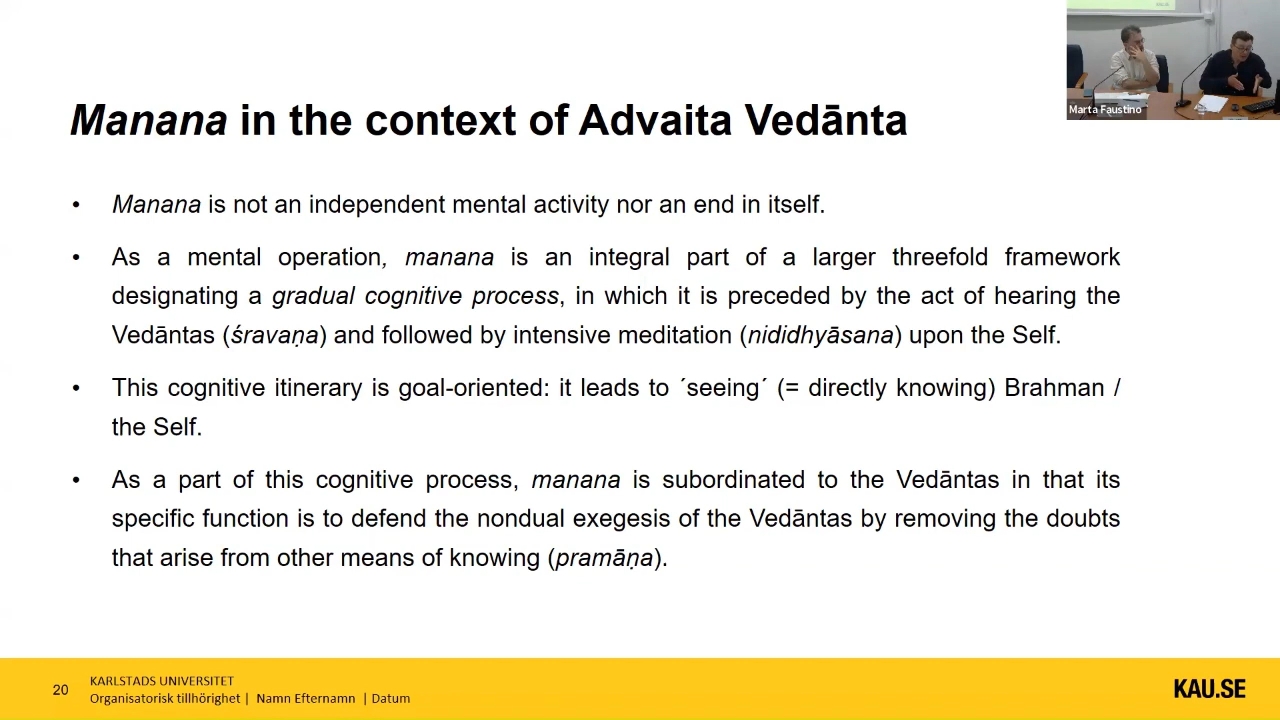 Marta Faustino
Manana in the context of Advaita Vedānta
• Manana is not an independent mental activity nor an end in itself.
• As a mental operation, manana is an integral part of a larger threefold framework
designating a gradual cognitive process, in which it is preceded by the act of hearing the
Vedāntas (śravaṇa) and followed by intensive meditation (nididhyāsana) upon the Self.
• This cognitive itinerary is goal-oriented: it leads to ´seeing´ (= directly knowing) Brahman /
the Self.
• As a part of this cognitive process, manana is subordinated to the Vedāntas in that its
specific function is to defend the nondual exegesis of the Vedāntas by removing the doubts
that arise from other means of knowing (pramāṇa).
20
KARLSTADS UNIVERSITET
Organisatorisk tillhörighet | Namn Efternamn | Datum
KAU.SE